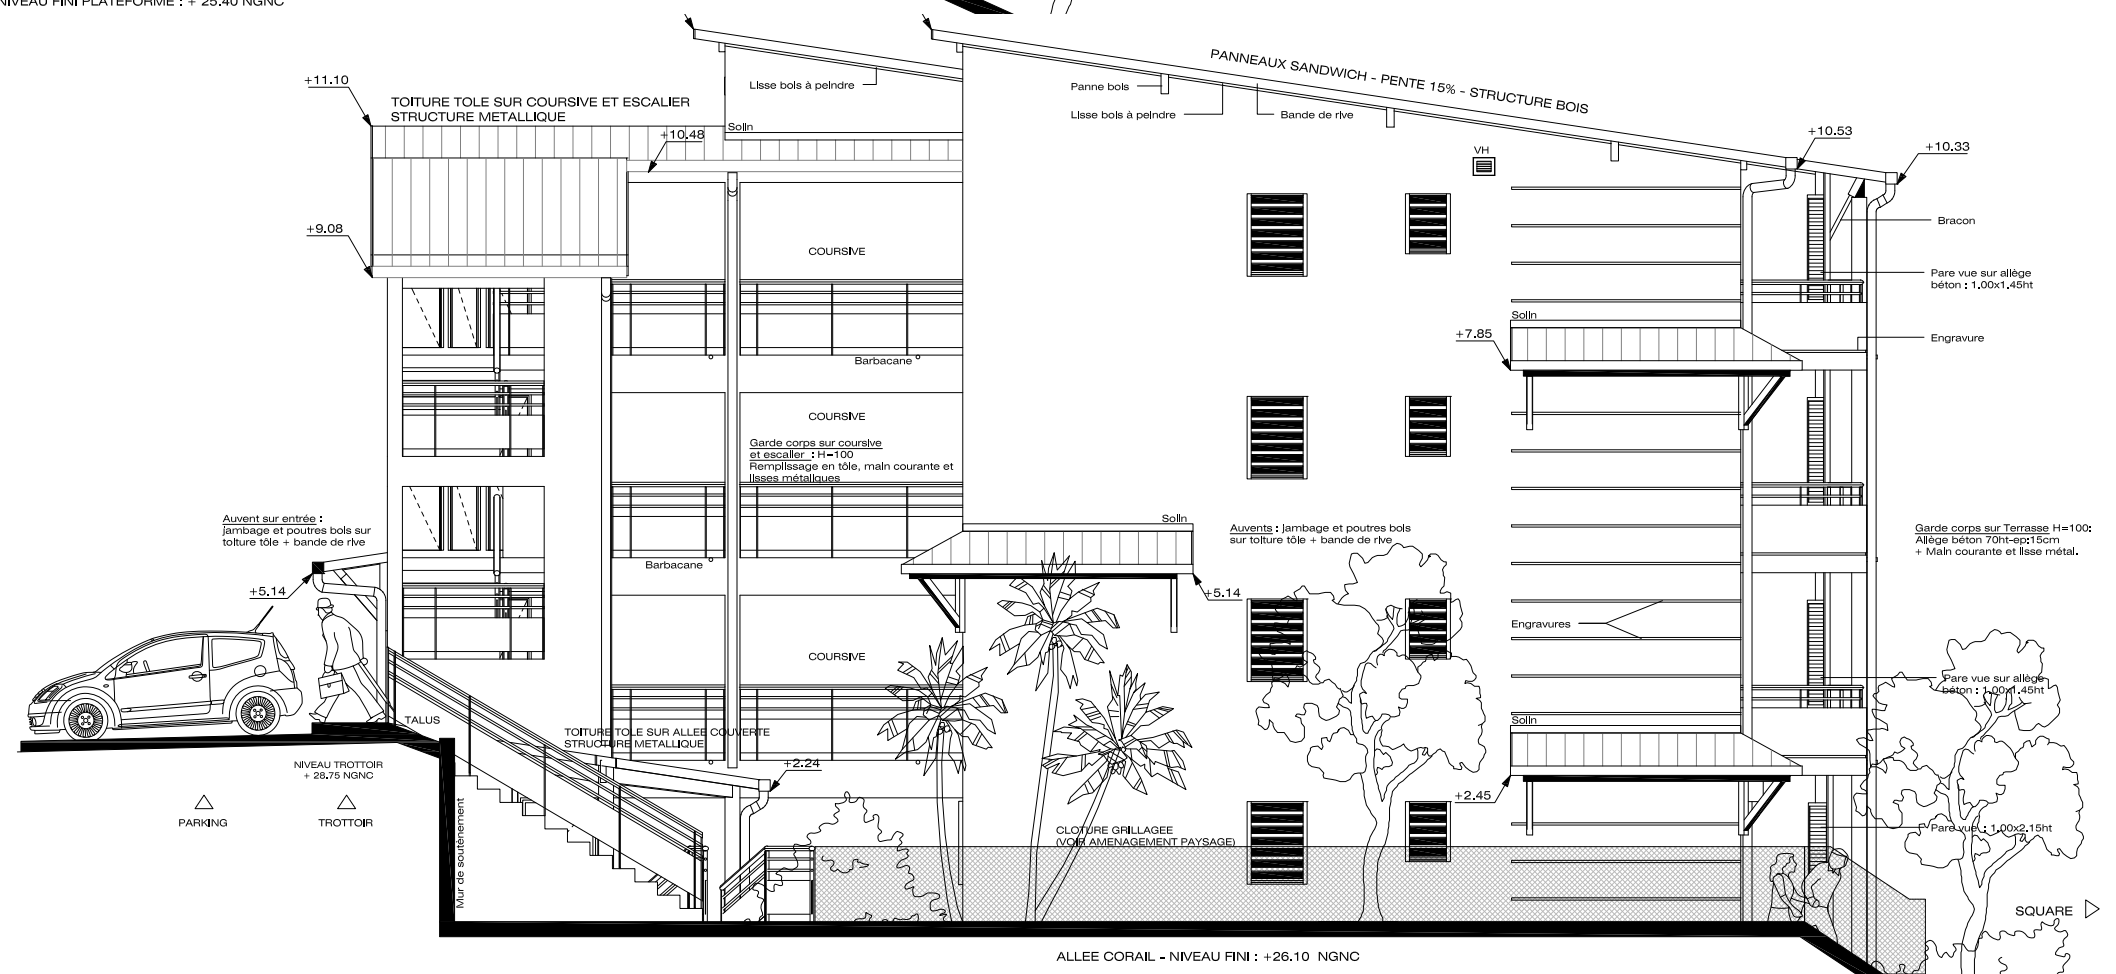 NIVEAU FINI PLATEFORME : + 25.40 NGNC
PANNEAUX SANDWICH - PENTE 15% - STRUCTURE BOIS
+11.10
TOITURE TOLE SUR COURSIVE ET ESCALIER
STRUCTURE METALLIQUE
Lisse bois à peindre
Panne bois
Lisse bois à peindre
Bande de rive
Solin
+10.48
+10.53
+10.33
VH
+9.08
COURSIVE
Bracon
Pare vue sur allège
béton : 1.00x1.45ht
Solin
+7.85
Engravure
Barbacane
COURSIVE
Garde corps sur coursive
et escalier : H=100
Remplissage en tôle, main courante et
lisses métaliques
Auvent sur entrée :
jambage et poutres bois sur
toiture tôle + bande de rive
Solin
Auvents : jambage et poutres bois
sur toiture tôle + bande de rive
Garde corps sur Terrasse H=100:
Allège béton 70ht-ep:15cm
+ Main courante et lisse métal.
Barbacane
+5.14
+5.14
Engravures
COURSIVE
Pare vue sur allège
béton : 1.00x1.45ht
TALUS
Solin
TOITURE TOLE SUR ALLEE COUVERTE
STRUCTURE METALLIQUE
NIVEAU TROTTOIR
+ 28.75 NGNC
+2.24
+2.45
PARKING
TROTTOIR
Mur de soutènement
CLOTURE GRILLAGEE
(VOIR AMENAGEMENT PAYSAGE)
Pare vue : 1.00x2.15ht
SQUARE
ALLEE CORAIL - NIVEAU FINI : +26.10 NGNC